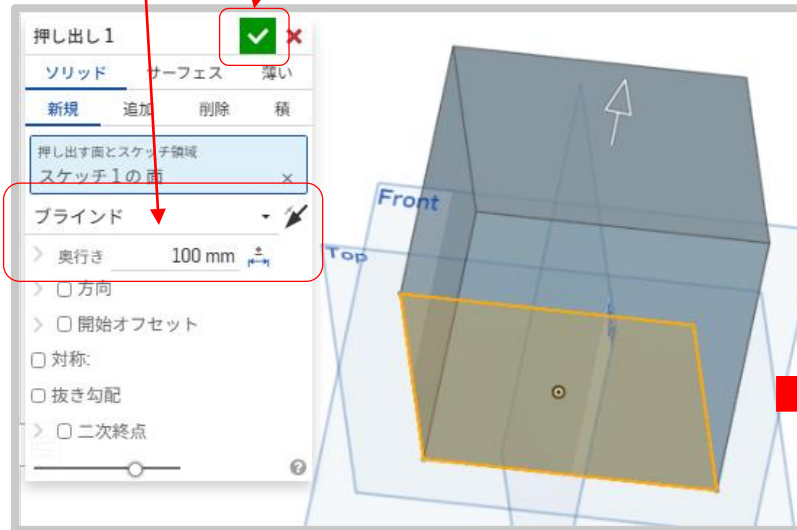 押し出し 1
ソリッド サーフェス 薄い
新規 追加 削除 積
押し出す面とスケッチ領域
スケッチ 1 の 面
ブラインド
奥行き 100 mm
方向
開始オフセット
対称:
抜き勾配
二次終点
Front
Top